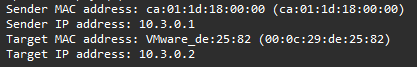 Sender MAC address: ca:01:1d:18:00:00 (ca:01:1d:18:00:00)
Sender IP address: 10.3.0.1
Target MAC address: VMware_de:25:82 (00:0c:29:de:25:82)
Target IP address: 10.3.0.2